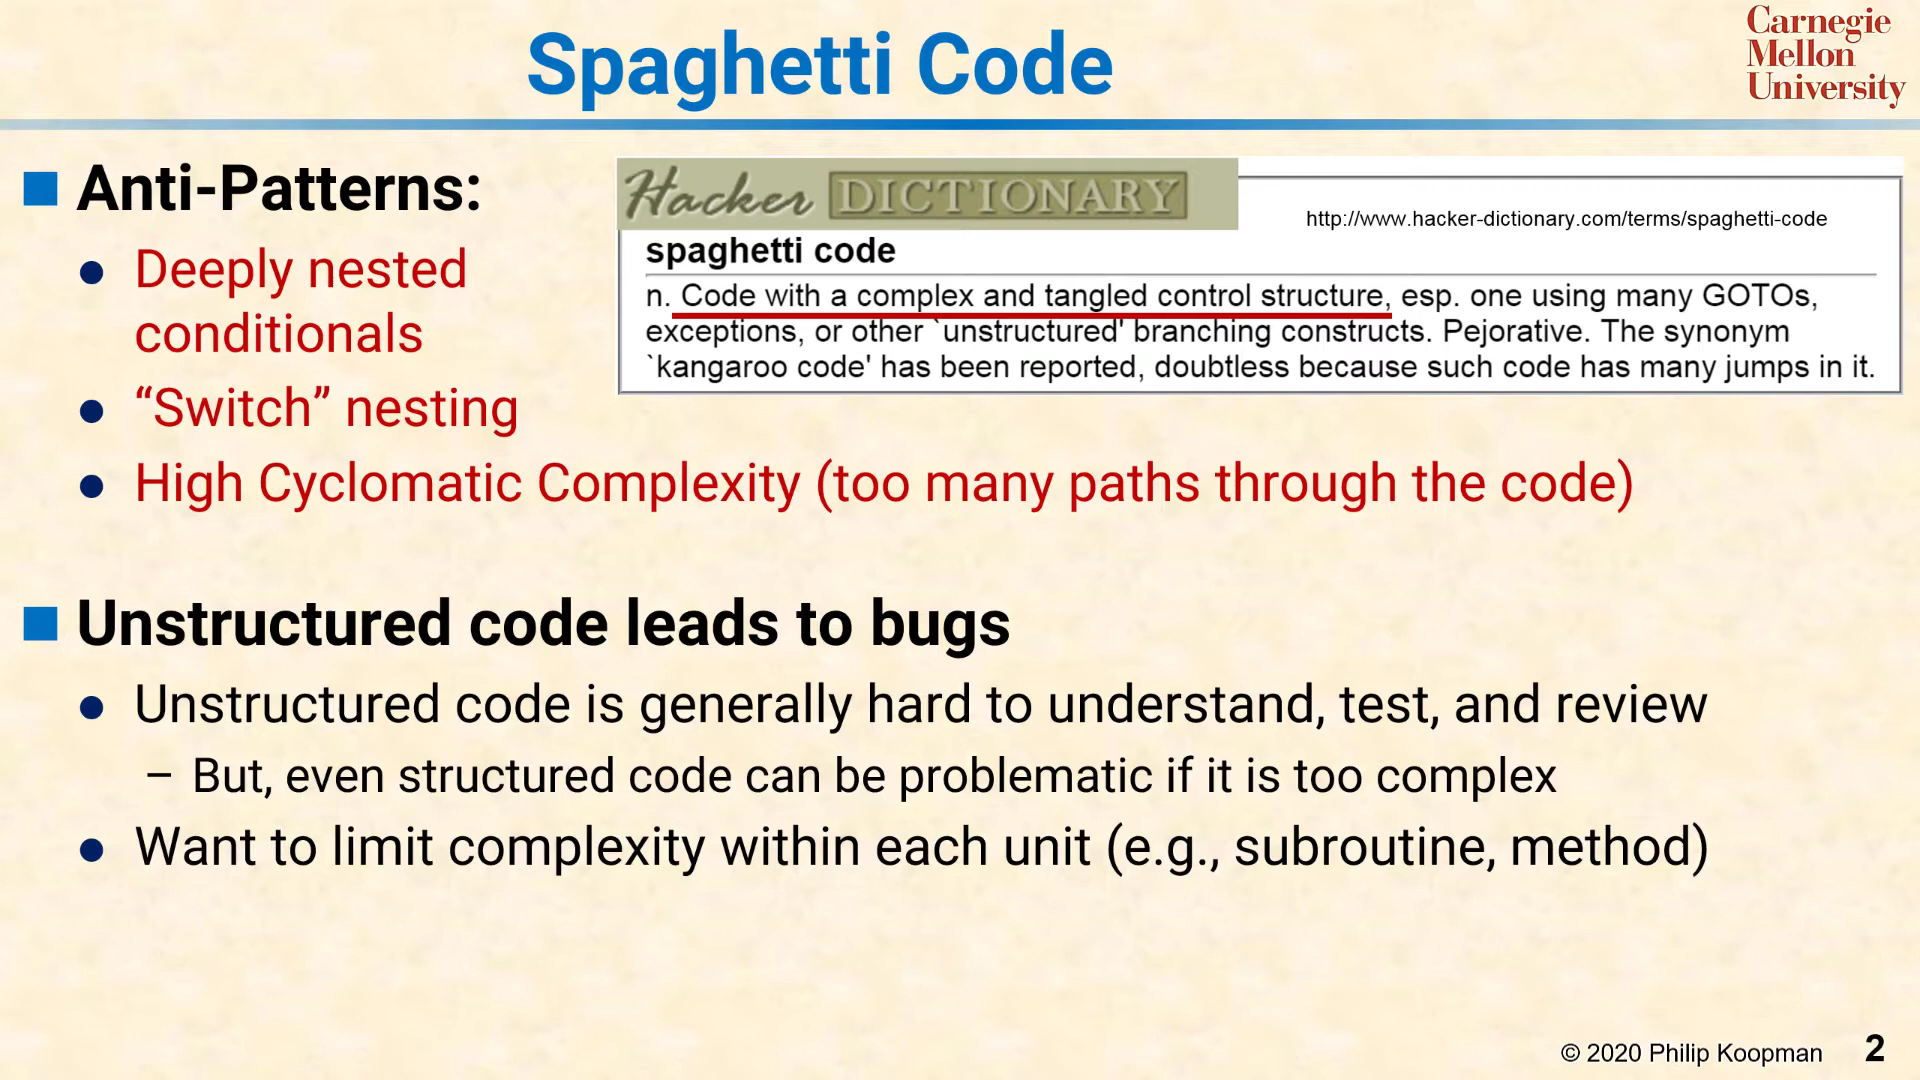 Spaghetti Code
Carnegie
Mellon
University
Anti-Patterns:
Deeply nested
conditionals
“Switch” nesting
High Cyclomatic Complexity (too many paths through the code)
Hacker DICTIONARY
http://www.hacker-dictionary.com/terms/spaghetti-code
spaghetti code
n. Code with a complex and tangled control structure, esp. one using many GOTOs,
exceptions, or other `unstructured' branching constructs. Pejorative. The synonym
`kangaroo code' has been reported, doubtless because such code has many jumps in it.
Unstructured code leads to bugs
Unstructured code is generally hard to understand, test, and review
– But, even structured code can be problematic if it is too complex
Want to limit complexity within each unit (e.g., subroutine, method)
© 2020 Philip Koopman 2